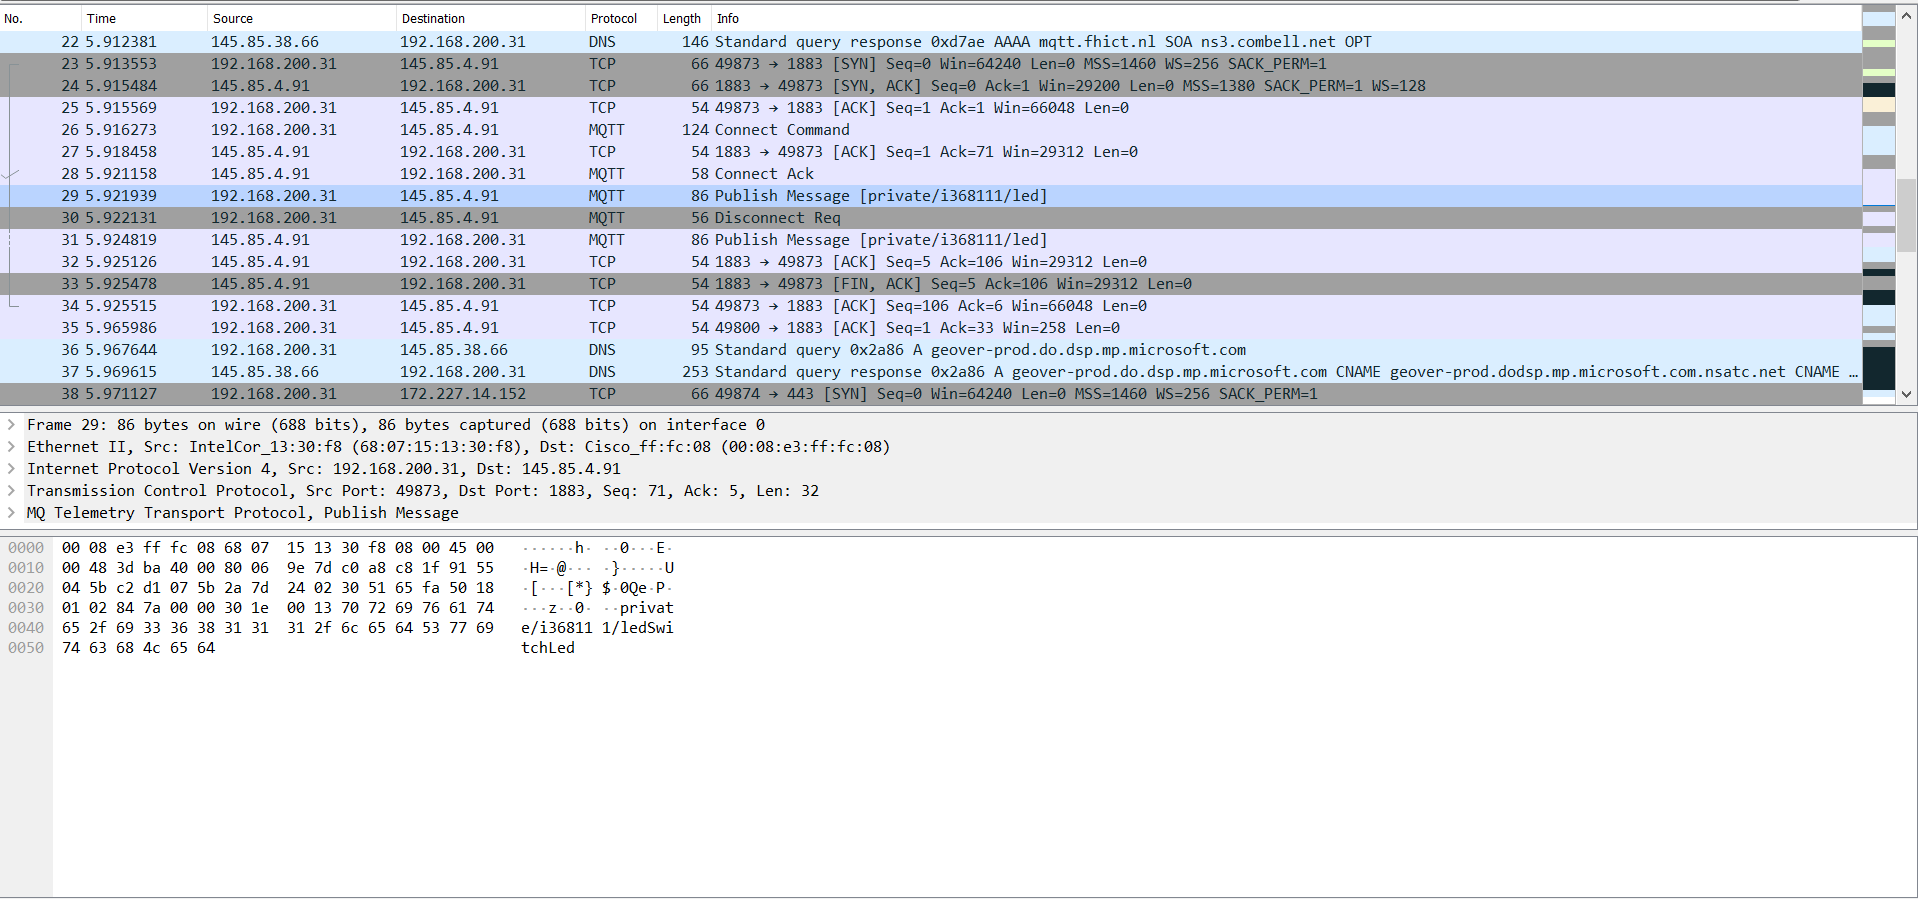 No. Time Source Destination Protocol Length Info
22 5.912381 145.85.38.66 192.168.200.31 DNS 146 Standard query response 0xd7ae AAAA mqtt.fhict.nl SOA ns3.combell.net OPT
23 5.913553 192.168.200.31 145.85.4.91 TCP 66 49873 → 1883 [SYN] Seq=0 Win=64240 Len=0 MSS=1460 WS=256 SACK_PERM=1
24 5.915484 145.85.4.91 192.168.200.31 TCP 66 1883 → 49873 [SYN, ACK] Seq=0 Ack=1 Win=29200 Len=0 MSS=1380 SACK_PERM=1 WS=128
25 5.915569 192.168.200.31 145.85.4.91 TCP 54 49873 → 1883 [ACK] Seq=1 Ack=1 Win=66048 Len=0
26 5.916273 192.168.200.31 145.85.4.91 MQTT 124 Connect Command
27 5.918458 145.85.4.91 192.168.200.31 TCP 54 1883 → 49873 [ACK] Seq=1 Ack=71 Win=29312 Len=0
28 5.921158 145.85.4.91 192.168.200.31 MQTT 58 Connect Ack
29 5.921939 192.168.200.31 145.85.4.91 MQTT 86 Publish Message [private/i368111/led]
30 5.922131 192.168.200.31 145.85.4.91 MQTT 56 Disconnect Req
31 5.924819 145.85.4.91 192.168.200.31 MQTT 86 Publish Message [private/i368111/led]
32 5.925126 145.85.4.91 192.168.200.31 TCP 54 1883 → 49873 [ACK] Seq=5 Ack=106 Win=29312 Len=0
33 5.925478 145.85.4.91 192.168.200.31 TCP 54 1883 → 49873 [FIN, ACK] Seq=5 Ack=106 Win=29312 Len=0
34 5.925515 192.168.200.31 145.85.4.91 TCP 54 49873 → 1883 [ACK] Seq=106 Ack=6 Win=66048 Len=0
35 5.965986 192.168.200.31 145.85.4.91 TCP 54 49800 → 1883 [ACK] Seq=1 Ack=33 Win=258 Len=0
36 5.967644 192.168.200.31 145.85.38.66 DNS 95 Standard query 0x2a86 A geover-prod.do.dsp.mp.microsoft.com
37 5.969615 145.85.38.66 192.168.200.31 DNS 253 Standard query response 0x2a86 A geover-prod.do.dsp.mp.microsoft.com CNAME geover-prod.dodsp.mp.microsoft.com.nsatc.net CNAME …
38 5.971127 192.168.200.31 172.227.14.152 TCP 66 49874 → 443 [SYN] Seq=0 Win=64240 Len=0 MSS=1460 WS=256 SACK_PERM=1
Frame 29: 86 bytes on wire (688 bits), 86 bytes captured (688 bits) on interface 0
Ethernet II, Src: IntelCor_13:30:f8 (68:07:15:13:30:f8), Dst: Cisco_ff:fc:08 (00:08:e3:ff:fc:08)
Internet Protocol Version 4, Src: 192.168.200.31, Dst: 145.85.4.91
Transmission Control Protocol, Src Port: 49873, Dst Port: 1883, Seq: 71, Ack: 5, Len: 32
MQ Telemetry Transport Protocol, Publish Message
0000 00 08 e3 ff fc 08 68 07 15 13 30 f8 08 00 45 00 ······h· ··0···E·
0010 00 48 3d ba 40 00 80 06 9e 7d c0 a8 c8 1f 91 55 ·H=·@··· ·}·····U
0020 04 5b c2 d1 07 5b 2a 7d 24 02 30 51 65 fa 50 18 ·[···[*} $·0Qe·P·
0030 01 02 84 7a 00 00 30 1e 00 13 70 72 69 76 61 74 ···z··0· ··privat
0040 65 2f 69 33 36 38 31 31 31 2f 6c 65 64 53 77 69 e/i36811 1/ledSwi
0050 74 63 68 4c 65 64 tchLed